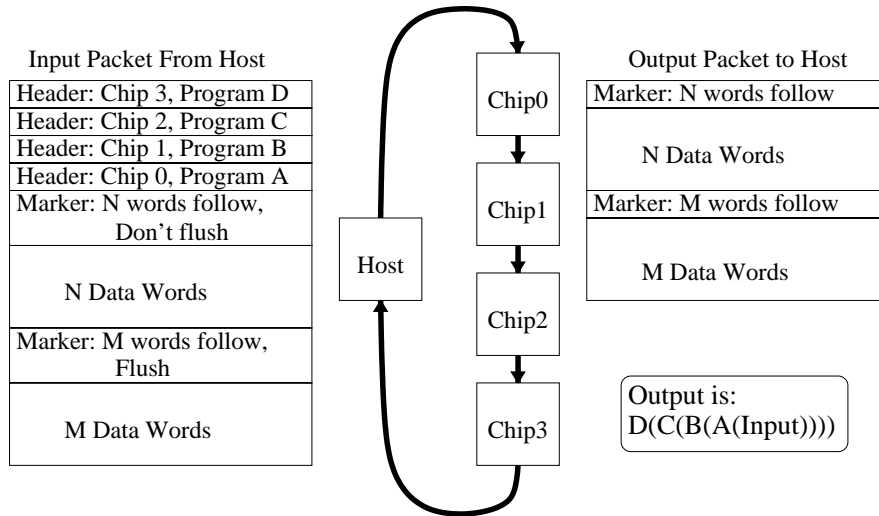 Input Packet From Host
Header: Chip 3, Program D
Header: Chip 2, Program C
Header: Chip 1, Program B
Header: Chip 0, Program A
Marker: N words follow,
Don't flush
N Data Words
Marker: M words follow,
Flush
M Data Words
Host
Chip0
Chip1
Chip2
Chip3
Output Packet to Host
Marker: N words follow
N Data Words
Marker: M words follow
M Data Words
Output is:
D(C(B(A(Input))))